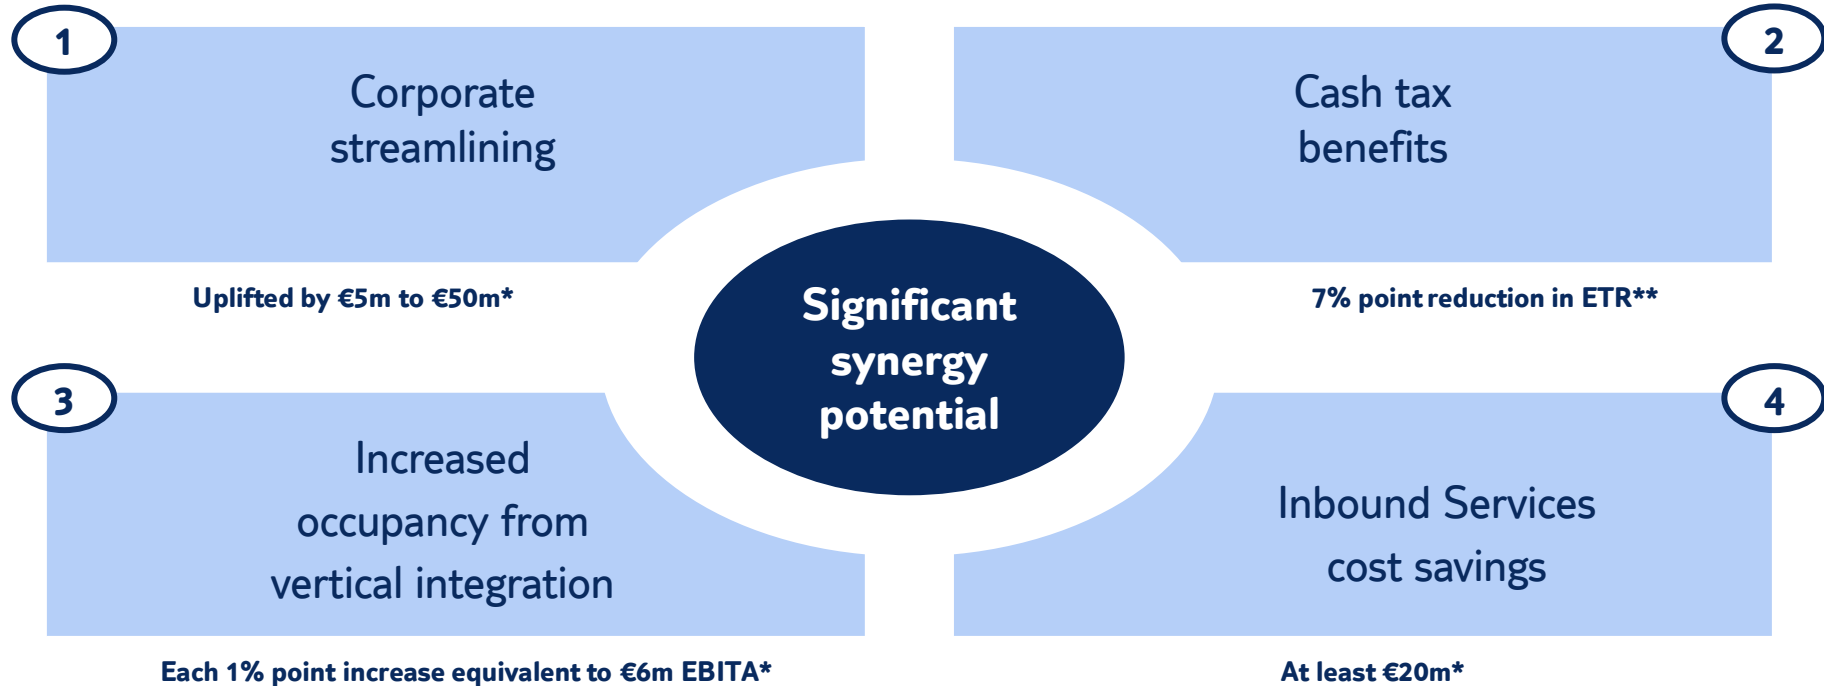 1
Corporate
streamlining
Uplifted by €5m to €50m*
2
Cash tax
benefits
7% point reduction in ETR**
Significant
synergy
potential
3
Increased
occupancy from
vertical integration
Each 1% point increase equivalent to €6m EBITA*
4
Inbound Services
cost savings
At least €20m*